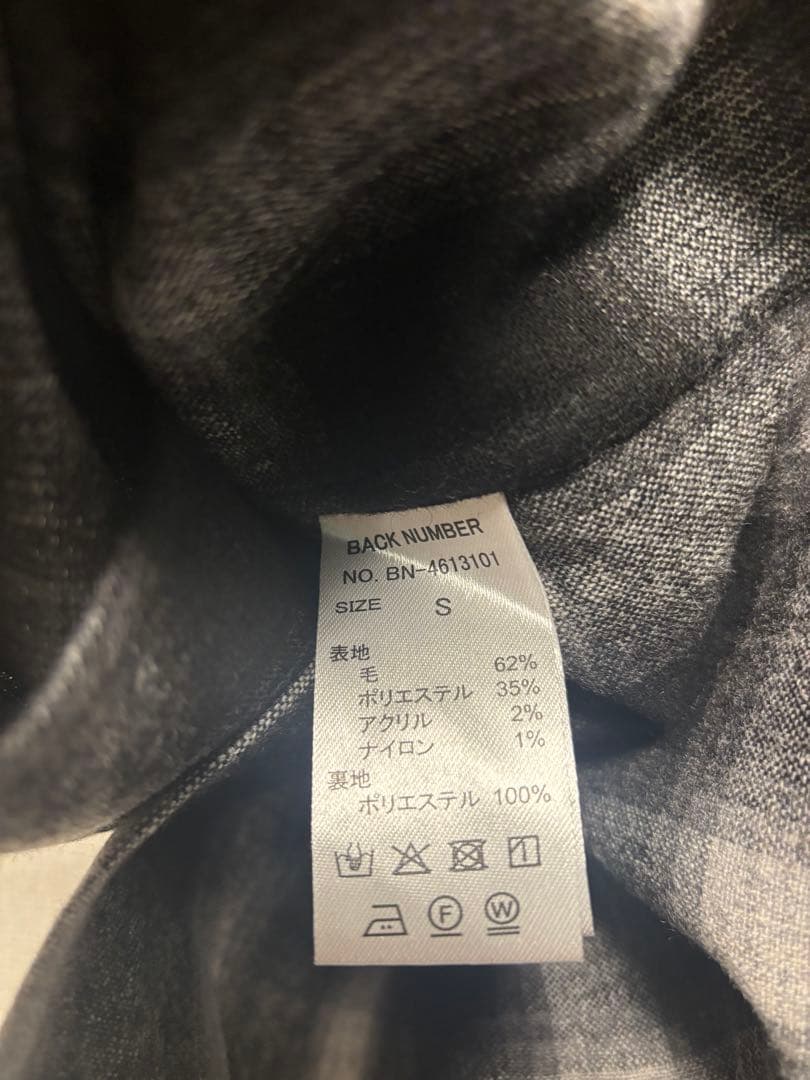 BACK NUMBER
NO. BN-4613101
SIZE S
表地
毛 62%
ポリエステル 35%
アクリル 2%
ナイロン 1%
裏地
ポリエステル 100%
F W